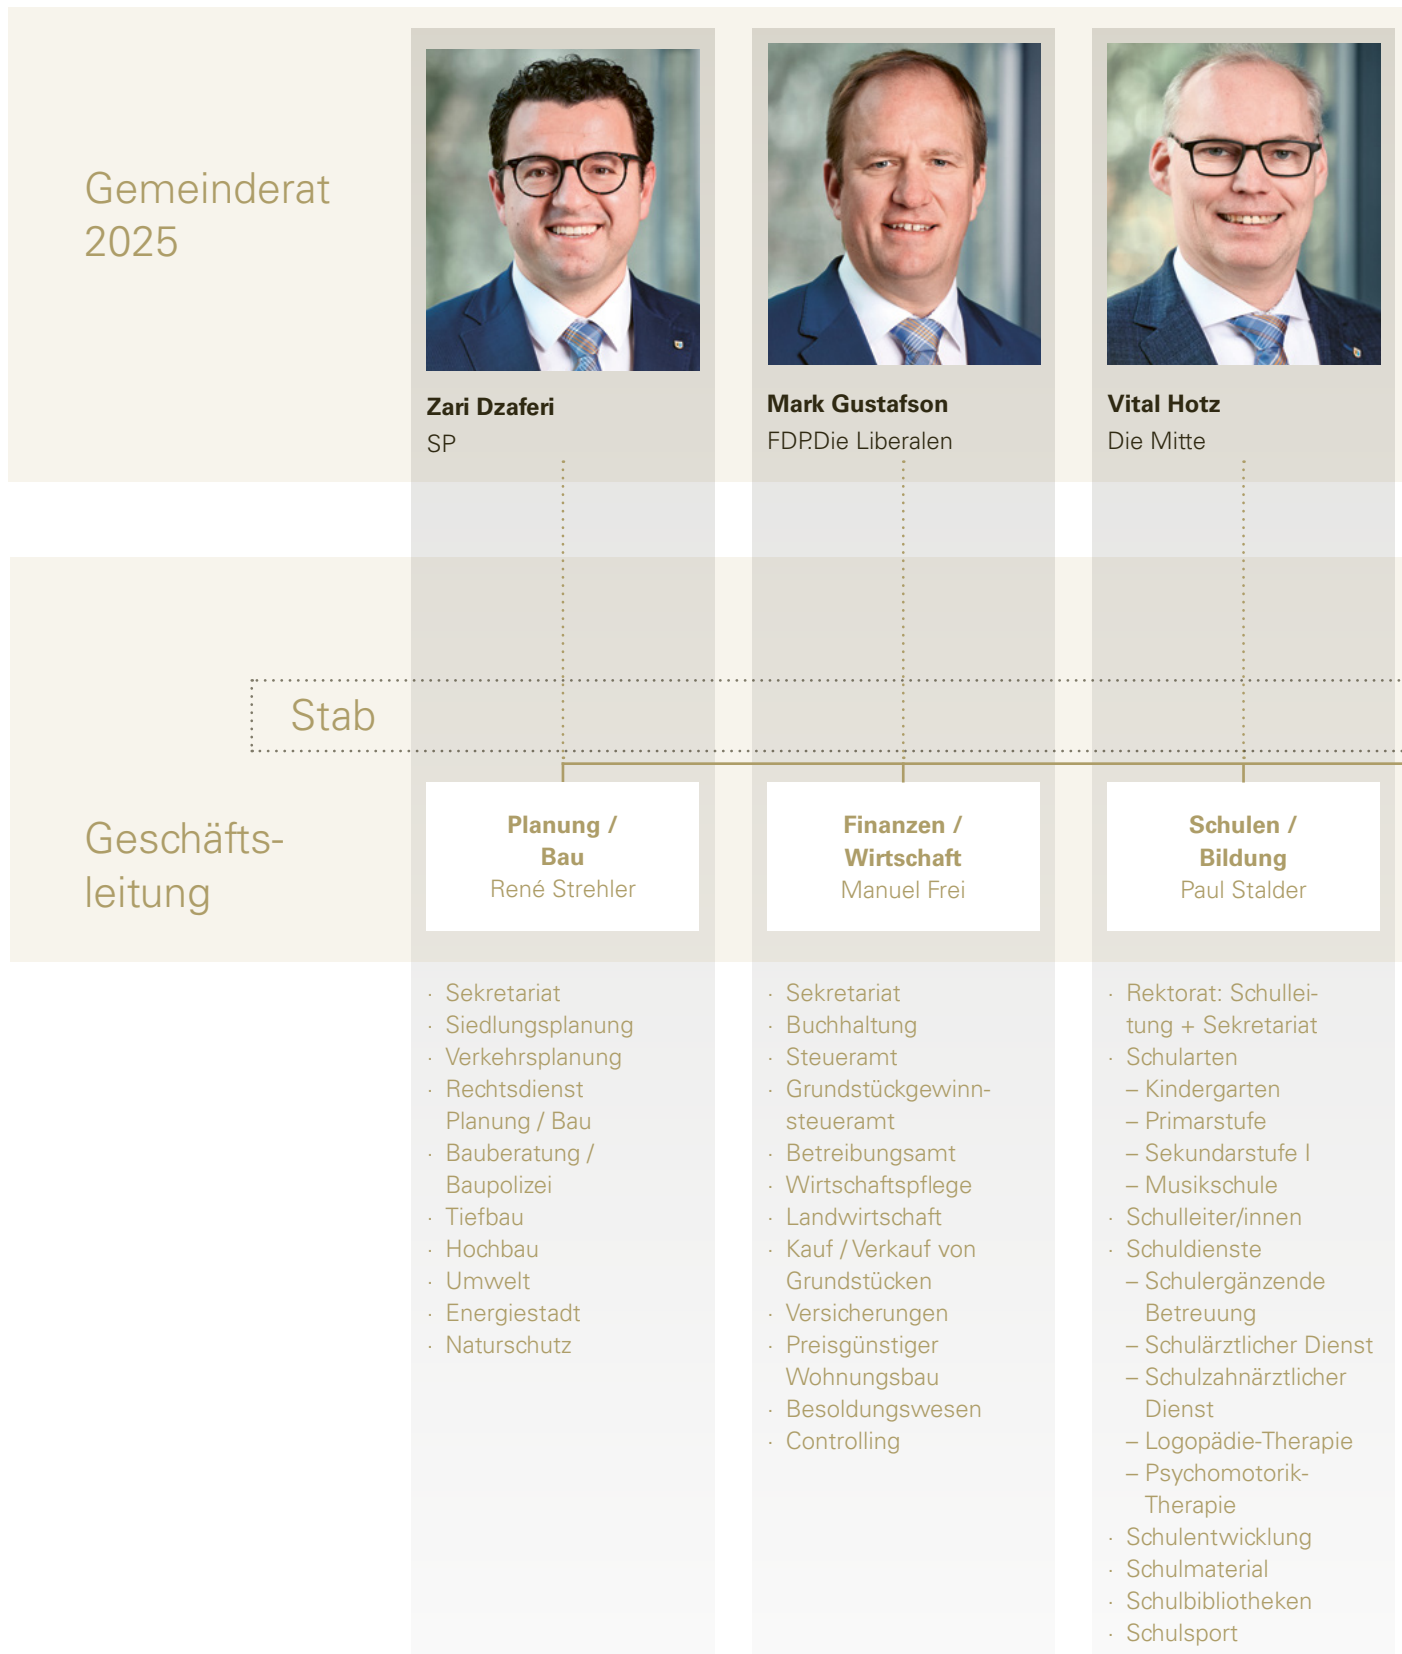 Gemeinderat
2025
Zari Dzaferi
SP
Mark Gustafson
FDP.Die Liberalen
Vital Hotz
Die Mitte
Stab
Geschäfts-
leitung
Planung /
Bau
René Strehler
Finanzen /
Wirtschaft
Manuel Frei
Schulen /
Bildung
Paul Stalder
· Sekretariat
· Siedlungsplanung
· Verkehrsplanung
· Rechtsdienst
Planung / Bau
· Bauberatung /
Baupolizei
· Tiefbau
· Hochbau
· Umwelt
· Energiestadt
· Naturschutz
· Sekretariat
· Buchhaltung
· Steueramt
· Grundstückgewinn-
steueramt
· Betreibungsamt
· Wirtschaftspflege
· Landwirtschaft
· Kauf / Verkauf von
Grundstücken
· Versicherungen
· Preisgünstiger
Wohnungsbau
· Besoldungswesen
· Controlling
· Rektorat: Schullei-
tung + Sekretariat
· Schularten
– Kindergarten
– Primarstufe
– Sekundarstufe I
– Musikschule
· Schulleiter/innen
· Schuldienste
– Schulergänzende
Betreuung
– Schulärztlicher Dienst
– Schulzahnärztlicher
Dienst
– Logopädie-Therapie
– Psychomotorik-
Therapie
· Schulentwicklung
· Schulmaterial
· Schulbibliotheken
· Schulsport